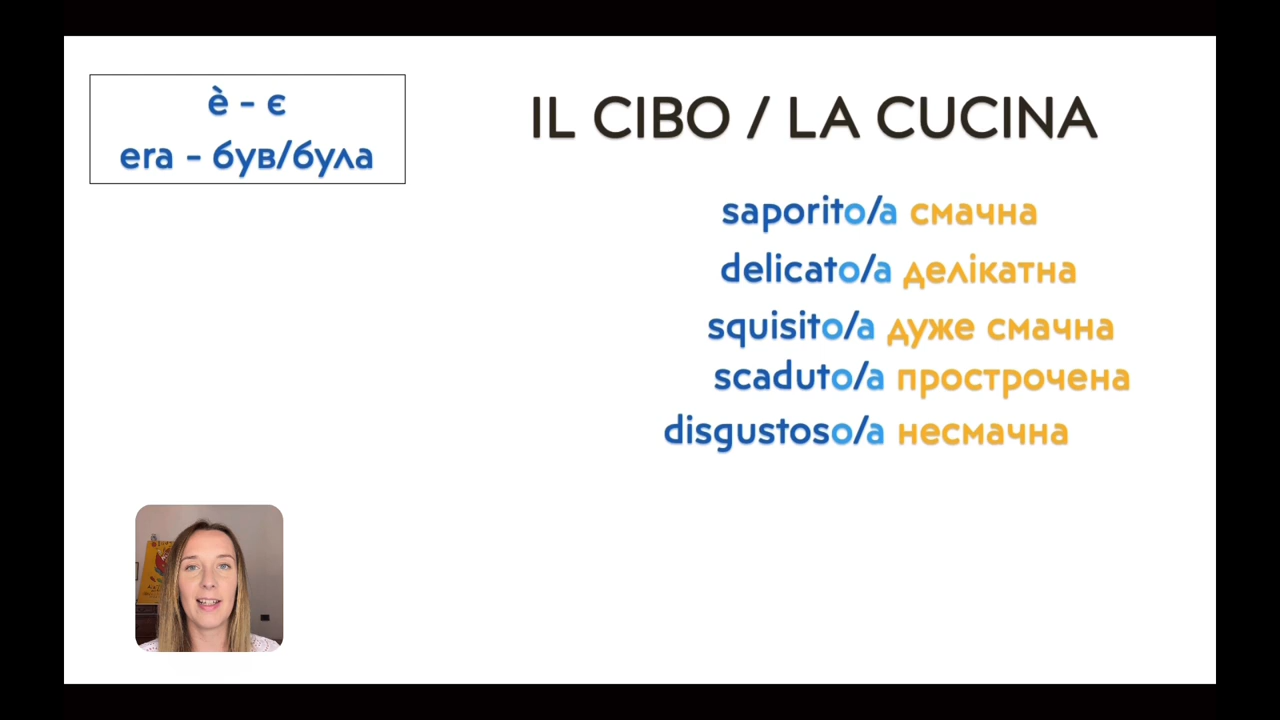 è - є
era - був/була
IL CIBO / LA CUCINA
saporito/a смачна
delicato/a делікатна
squisito/a дуже смачна
scaduto/a прострочена
disgustoso/a несмачна